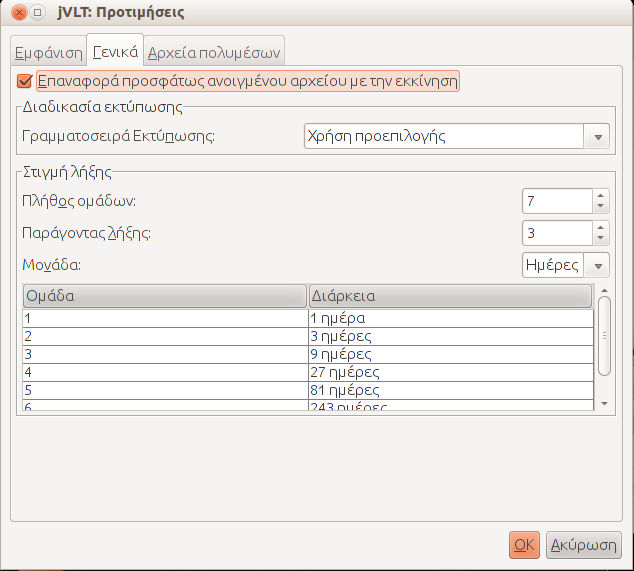 jVLT: Προτιμήσεις
Εμφάνιση Γενικά Αρχεία πολυμέσων
Επαναφορά προσφάτως ανοιγμένου αρχείου με την εκκίνηση
Διαδικασία εκτύπωσης
Γραμματοσειρά Εκτύπωσης: Χρήση προεπιλογής
Στιγμή λήξης
Πλήθος ομάδων: 7
Παράγοντας λήξης: 3
Μονάδα: Ημέρες
Ομάδα Διάρκεια
1 1 ημέρα
2 3 ημέρες
3 9 ημέρες
4 27 ημέρες
5 81 ημέρες
6 243 ημέρες
OK Ακύρωση